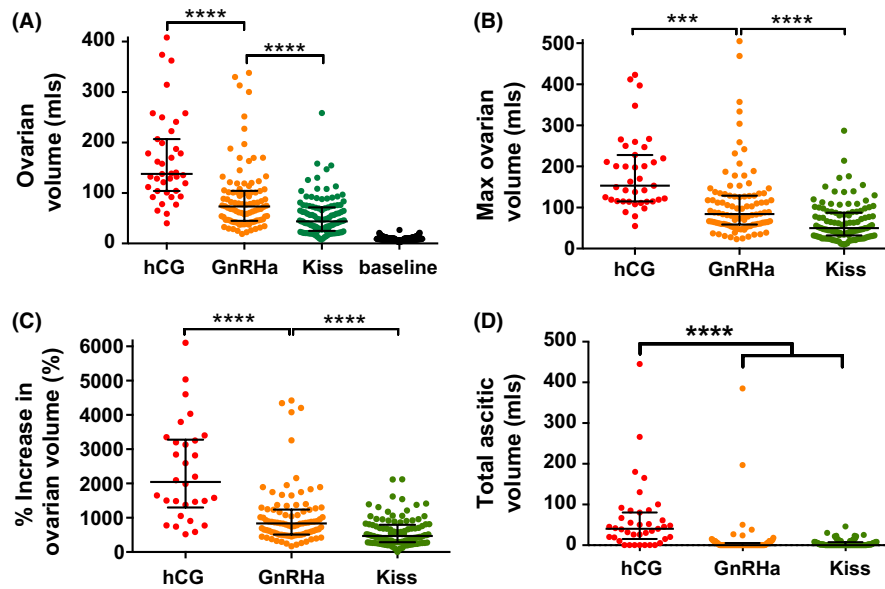 (A)
****
****
Ovarian
volume (mls)
400
300
200
100
0
hCG GnRHa Kiss baseline
(B)
*** ****
Max ovarian
volume (mls)
500
400
300
200
100
0
hCG GnRHa Kiss
(C)
**** ****
% Increase in
ovarian volume (%)
6000
5000
4000
3000
2000
1000
0
hCG GnRHa Kiss
(D)
****
Total ascitic
volume (mls)
500
400
300
200
100
0
hCG GnRHa Kiss